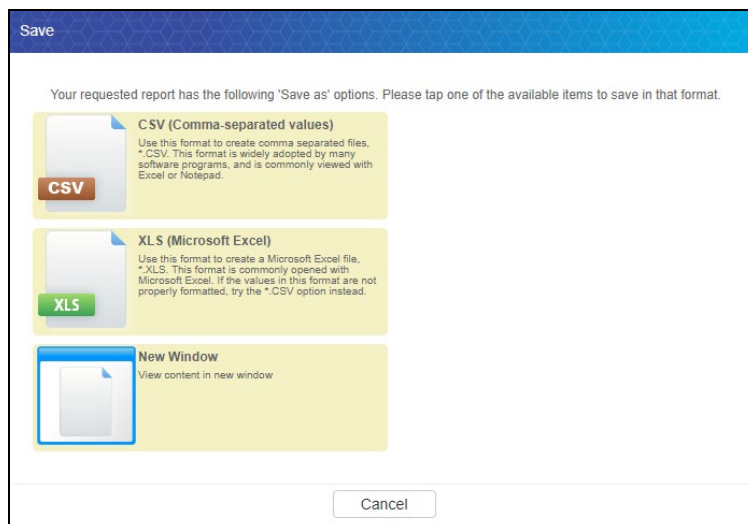 Save
Your requested report has the following 'Save as' options. Please tap one of the available items to save in that format.
CSV (Comma-separated values)
Use this format to create comma separated files,
*.CSV. This format is widely adopted by many
software programs, and is commonly viewed with
Excel or Notepad.
CSV
XLS (Microsoft Excel)
Use this format to create a Microsoft Excel file,
*.XLS. This format is commonly opened with
Microsoft Excel. If the values in this format are not
properly formatted, try the *.CSV option instead.
XLS
New Window
View content in new window
Cancel